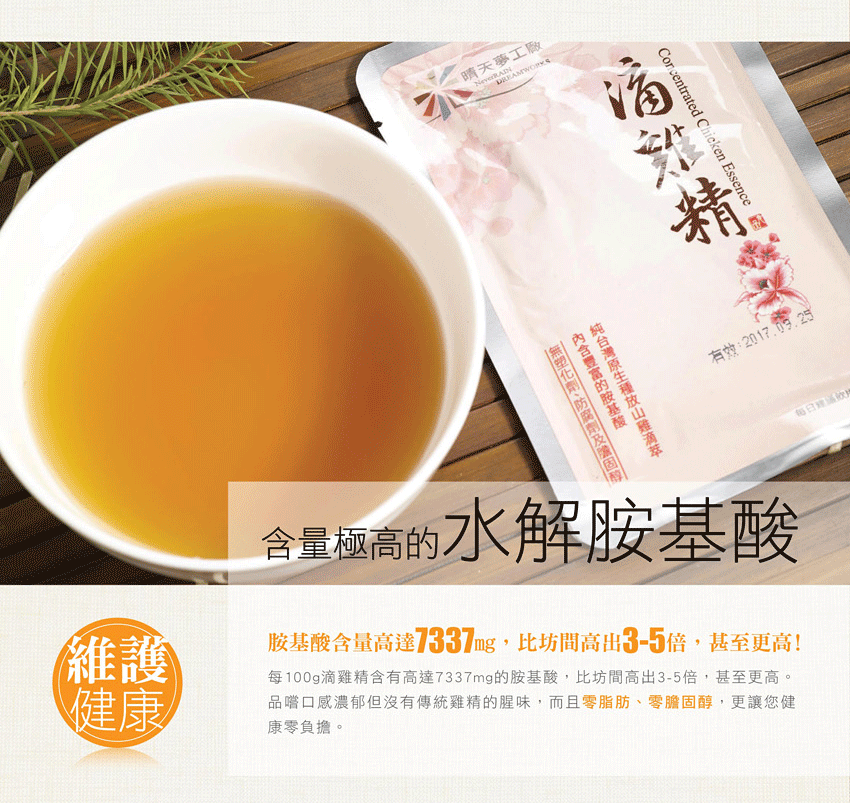 晴天夢工廠
NeverRAIN
DREAMWORKS
滴雞精
Concentrated Chicken Essence
有效:2017.09.25
純台灣原生種放山雞滴萃
內含豐富的胺基酸
無塑化劑、防腐劑及膽固醇
含量極高的水解胺基酸
維護
健康
胺基酸含量高達7337mg,比坊間高出3-5倍,甚至更高!
每100g滴雞精含有高達7337mg的胺基酸,比坊間高出3-5倍,甚至更高。
品嚐口感濃郁但沒有傳統雞精的腥味,而且零脂肪、零膽固醇,更讓您健
康零負擔。